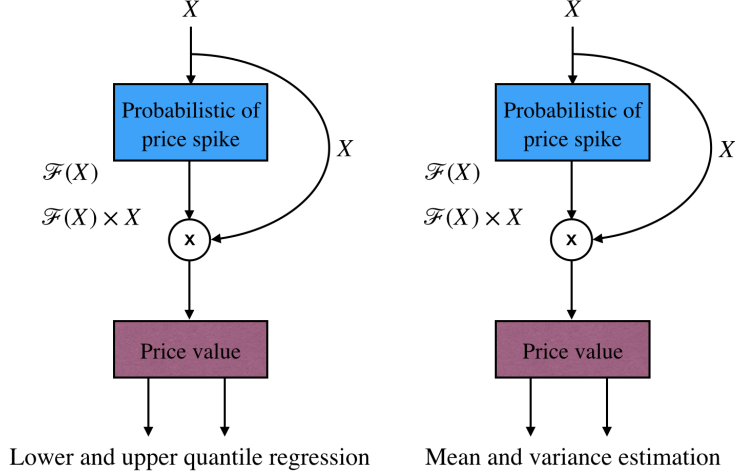 X
Probabilistic of
price spike
X
ℱ(X)
ℱ(X) × X
x
Price value
Lower and upper quantile regression
X
Probabilistic of
price spike
X
ℱ(X)
ℱ(X) × X
x
Price value
Mean and variance estimation